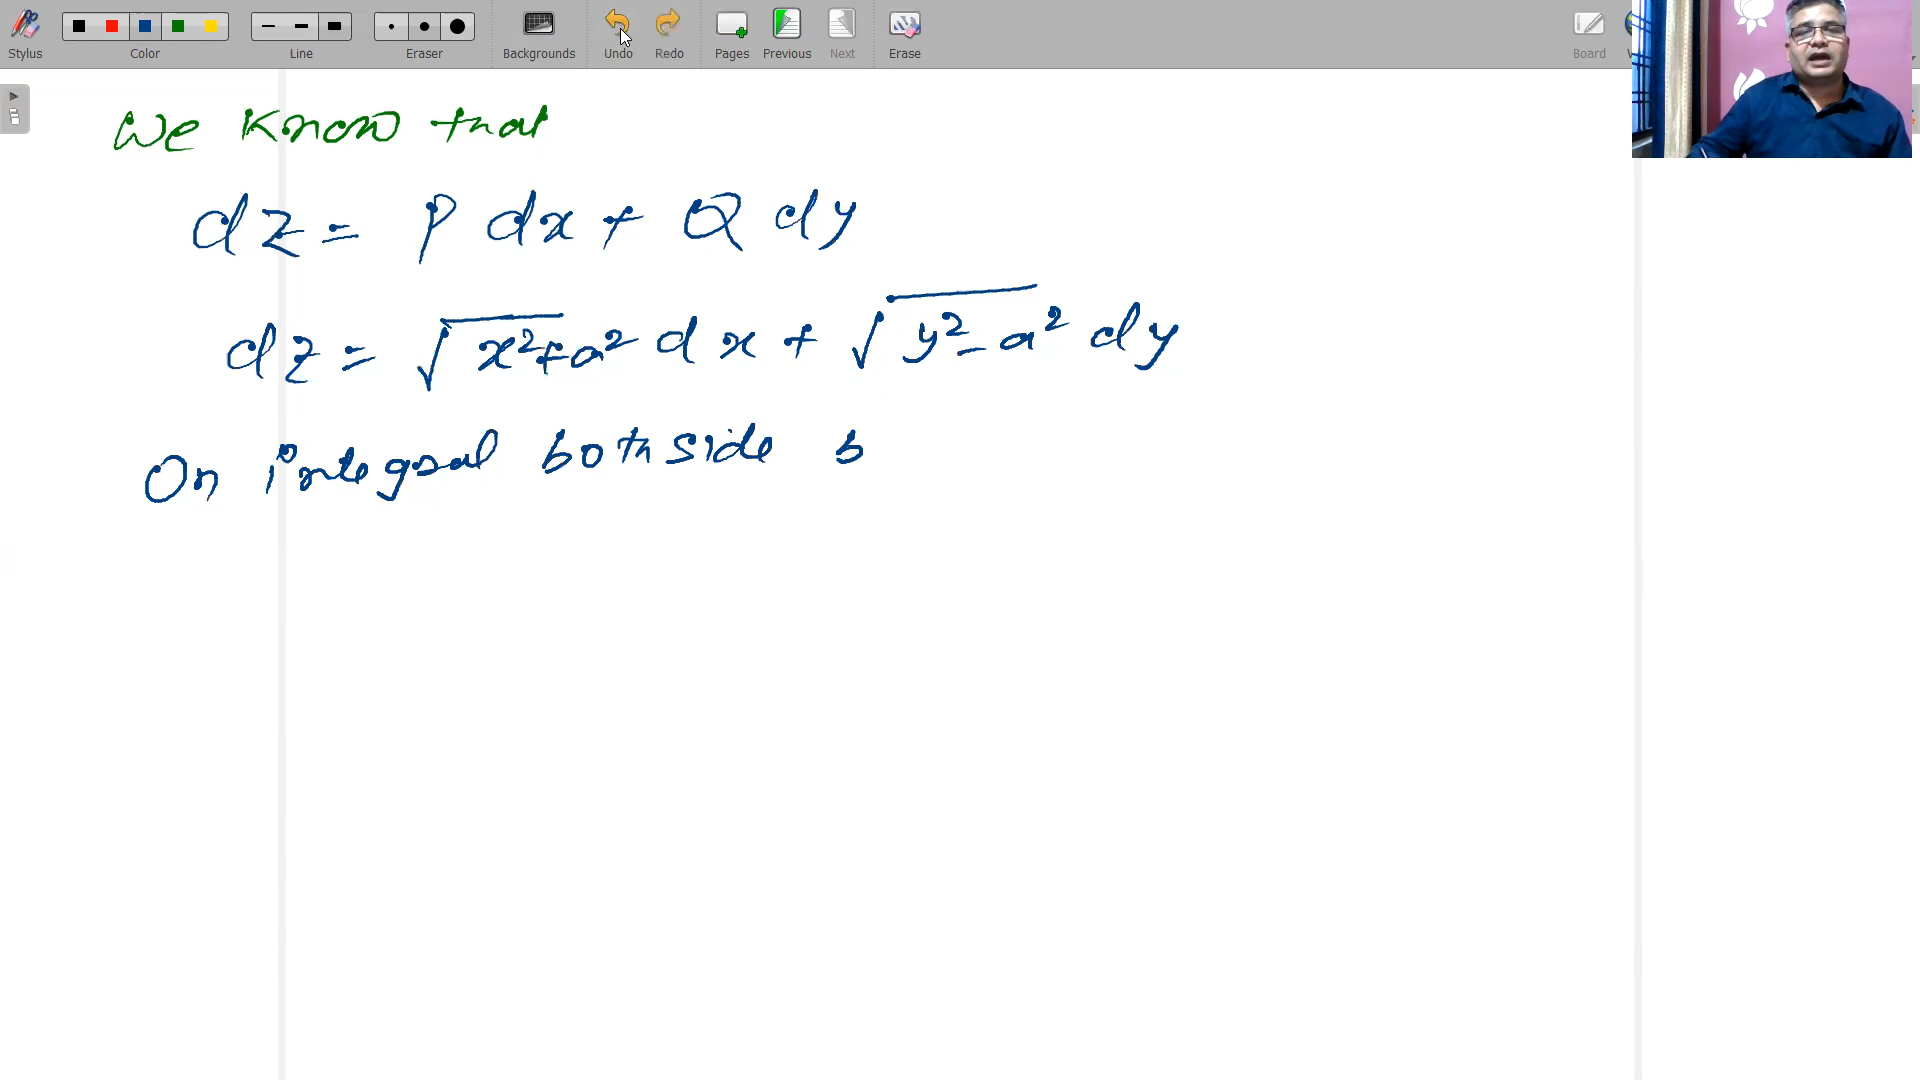 Stylus Color Line Eraser Backgrounds Undo Redo Pages Previous Next Erase Board
We know that
dz = P dx + Q dy
dz = √x²+a² dx + √y²-a² dy
On integral both side b